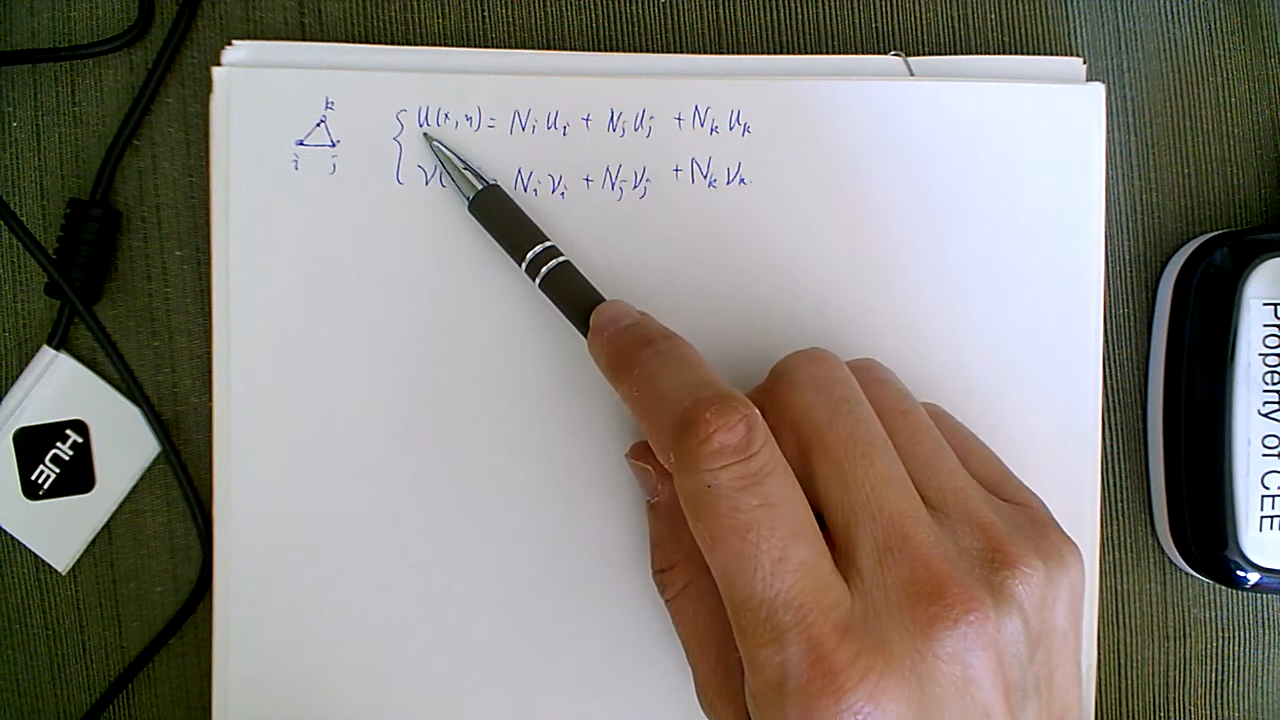 k
i j
u(x,y) = Ni ui + Nj uj + Nk uk
v( = Ni vi + Nj vj + Nk vk.
HUE
Property of CEE